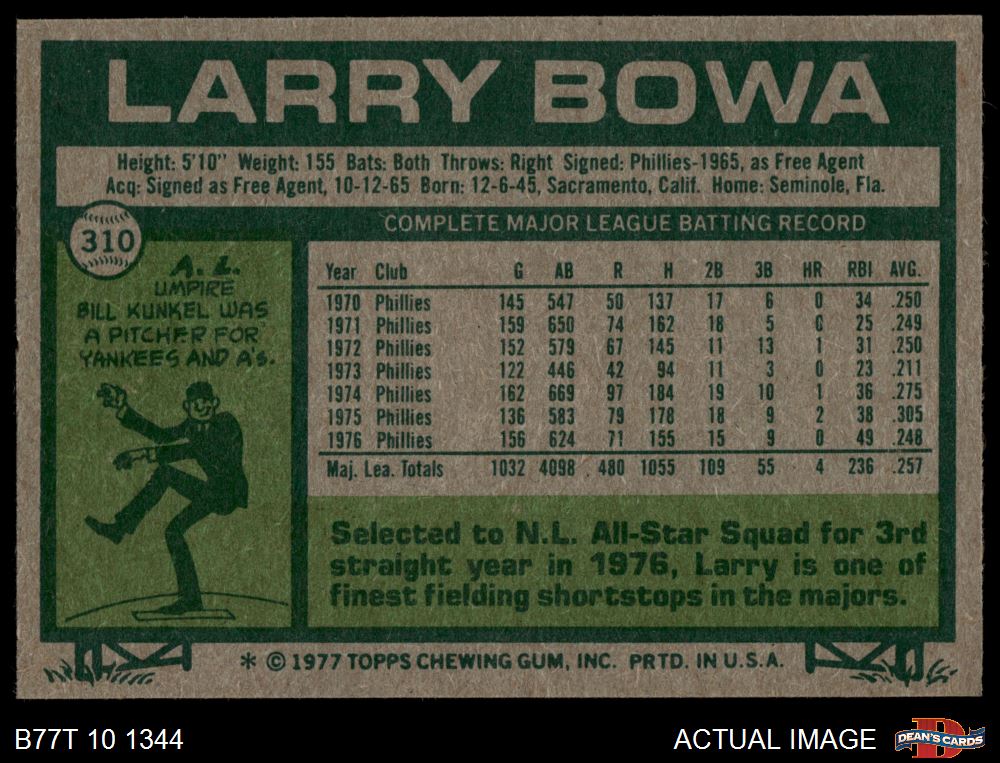 LARRY BOWA
Height: 5'10" Weight: 155 Bats: Both Throws: Right Signed: Phillies-1965, as Free Agent
Acq: Signed as Free Agent, 10-12-65 Born: 12-6-45, Sacramento, Calif. Home: Seminole, Fla.
310
A. L.
UMPIRE
BILL KUNKEL WAS
A PITCHER FOR
YANKEES AND A's.
COMPLETE MAJOR LEAGUE BATTING RECORD
Year Club G AB R H 2B 3B HR RBI AVG.
1970 Phillies 145 547 50 137 17 6 0 34 .250
1971 Phillies 159 650 74 162 18 5 0 25 .249
1972 Phillies 152 579 67 145 11 13 1 31 .250
1973 Phillies 122 446 42 94 11 3 0 23 .211
1974 Phillies 162 669 97 184 19 10 1 36 .275
1975 Phillies 136 583 79 178 18 9 2 38 .305
1976 Phillies 156 624 71 155 15 9 0 49 .248
Maj. Lea. Totals 1032 4098 480 1055 109 55 4 236 .257
Selected to N.L. All-Star Squad for 3rd
straight year in 1976, Larry is one of
finest fielding shortstops in the majors.
* © 1977 TOPPS CHEWING GUM, INC. PRTD. IN U.S.A.
B77T 10 1344
ACTUAL IMAGE
DEAN'S CARDS